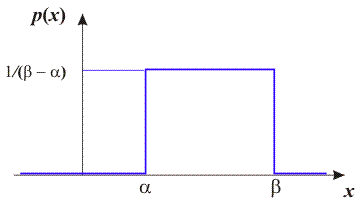 p(x)
1/(β – α)
α
β
x